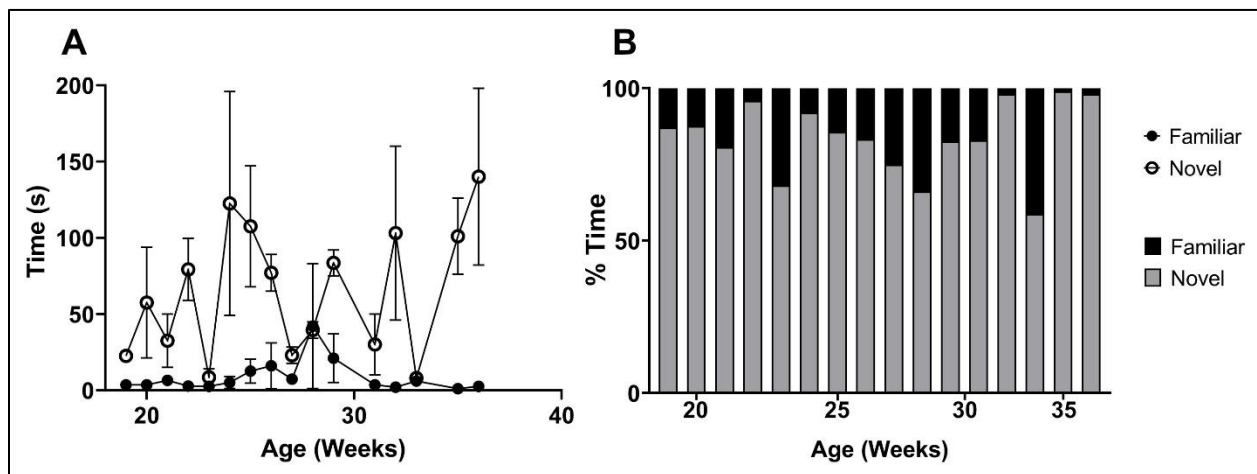 A
200
150
100
50
0
Time (s)
20 30 40
Age (Weeks)
B
100
50
0
% Time
20 25 30 35
Age (Weeks)
Familiar
Novel
Familiar
Novel